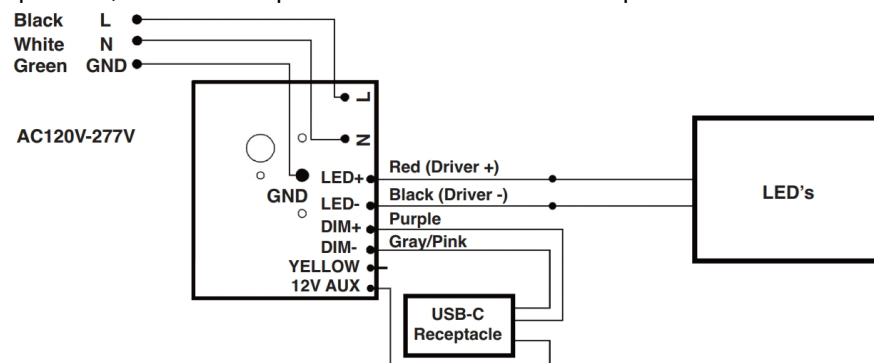 Black L
White N
Green GND
AC120V-277V
L
N
GND
LED+
LED-
DIM+
DIM-
YELLOW
12V AUX
Red (Driver +)
Black (Driver -)
Purple
Gray/Pink
USB-C
Receptacle
LED's